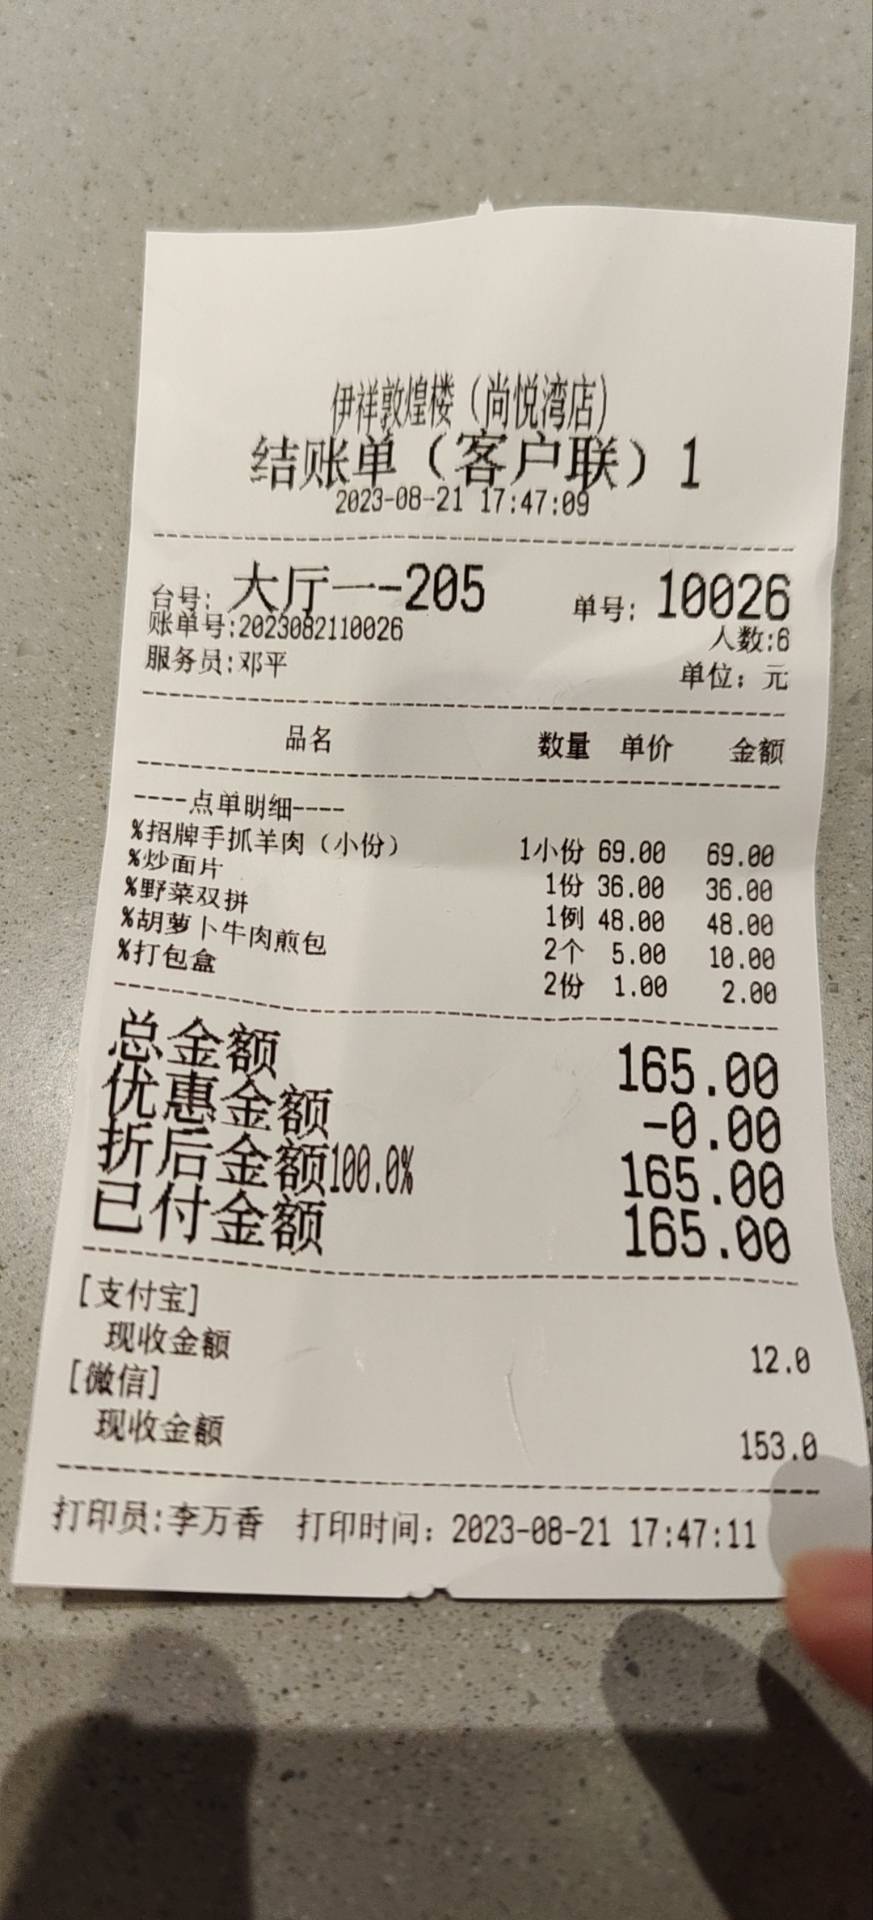 伊祥敦煌楼（尚悦湾店）
结账单（客户联）1
2023-08-21 17:47:09
台号: 大厅一-205 单号: 10026
账单号:2023082110026 人数:6
服务员:邓平 单位: 元
品名 数量 单价 金额
----点单明细----
%招牌手抓羊肉（小份） 1小份 69.00 69.00
%炒面片 1份 36.00 36.00
%野菜双拼 1例 48.00 48.00
%胡萝卜牛肉煎包 2个 5.00 10.00
%打包盒 2份 1.00 2.00
总金额 165.00
优惠金额 -0.00
折后金额100.0% 165.00
已付金额 165.00
[支付宝]
现收金额 12.0
[微信]
现收金额 153.0
打印员:李万香 打印时间: 2023-08-21 17:47:11